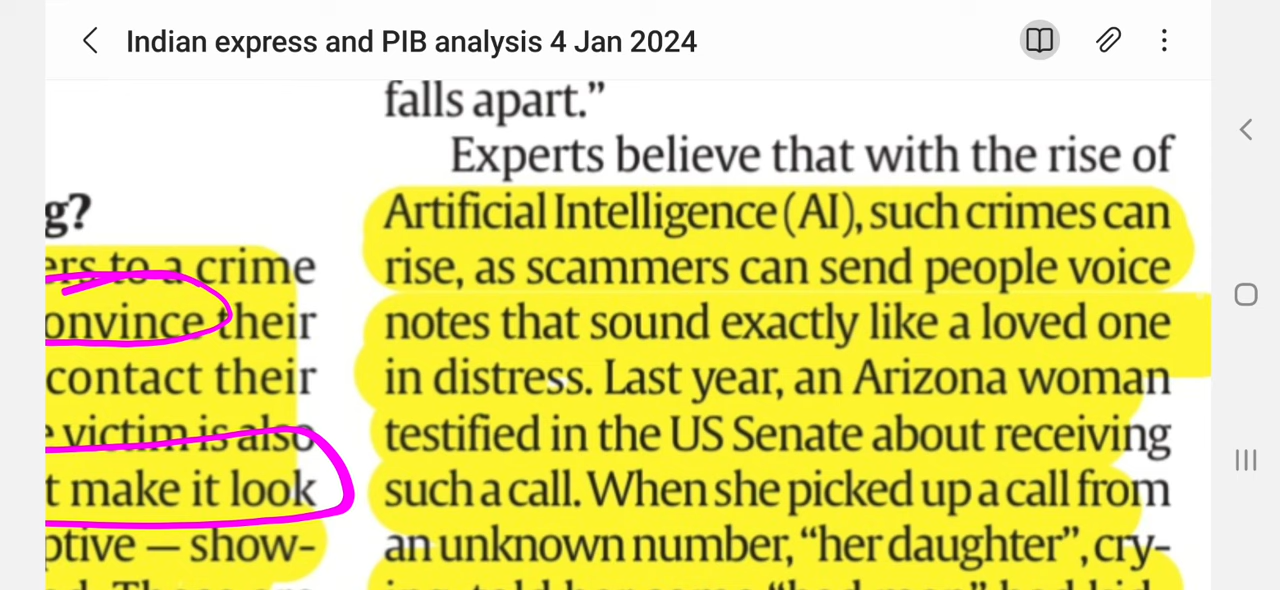 Indian express and PIB analysis 4 Jan 2024
g?
ers to a crime
onvince their
contact their
victim is also
t make it look
ptive — show-
falls apart.”
Experts believe that with the rise of
Artificial Intelligence (AI), such crimes can
rise, as scammers can send people voice
notes that sound exactly like a loved one
in distress. Last year, an Arizona woman
testified in the US Senate about receiving
such a call. When she picked up a call from
an unknown number, “her daughter”, cry-